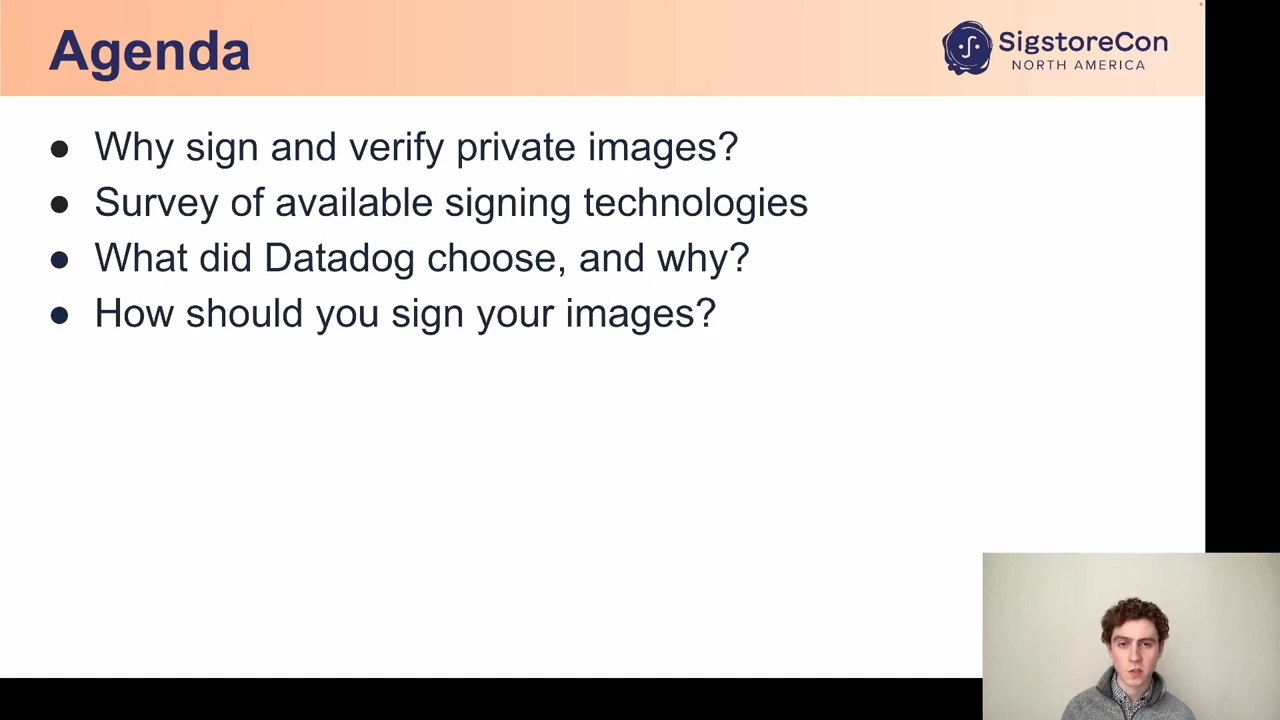 Agenda
SigstoreCon
NORTH AMERICA
● Why sign and verify private images?
● Survey of available signing technologies
● What did Datadog choose, and why?
● How should you sign your images?